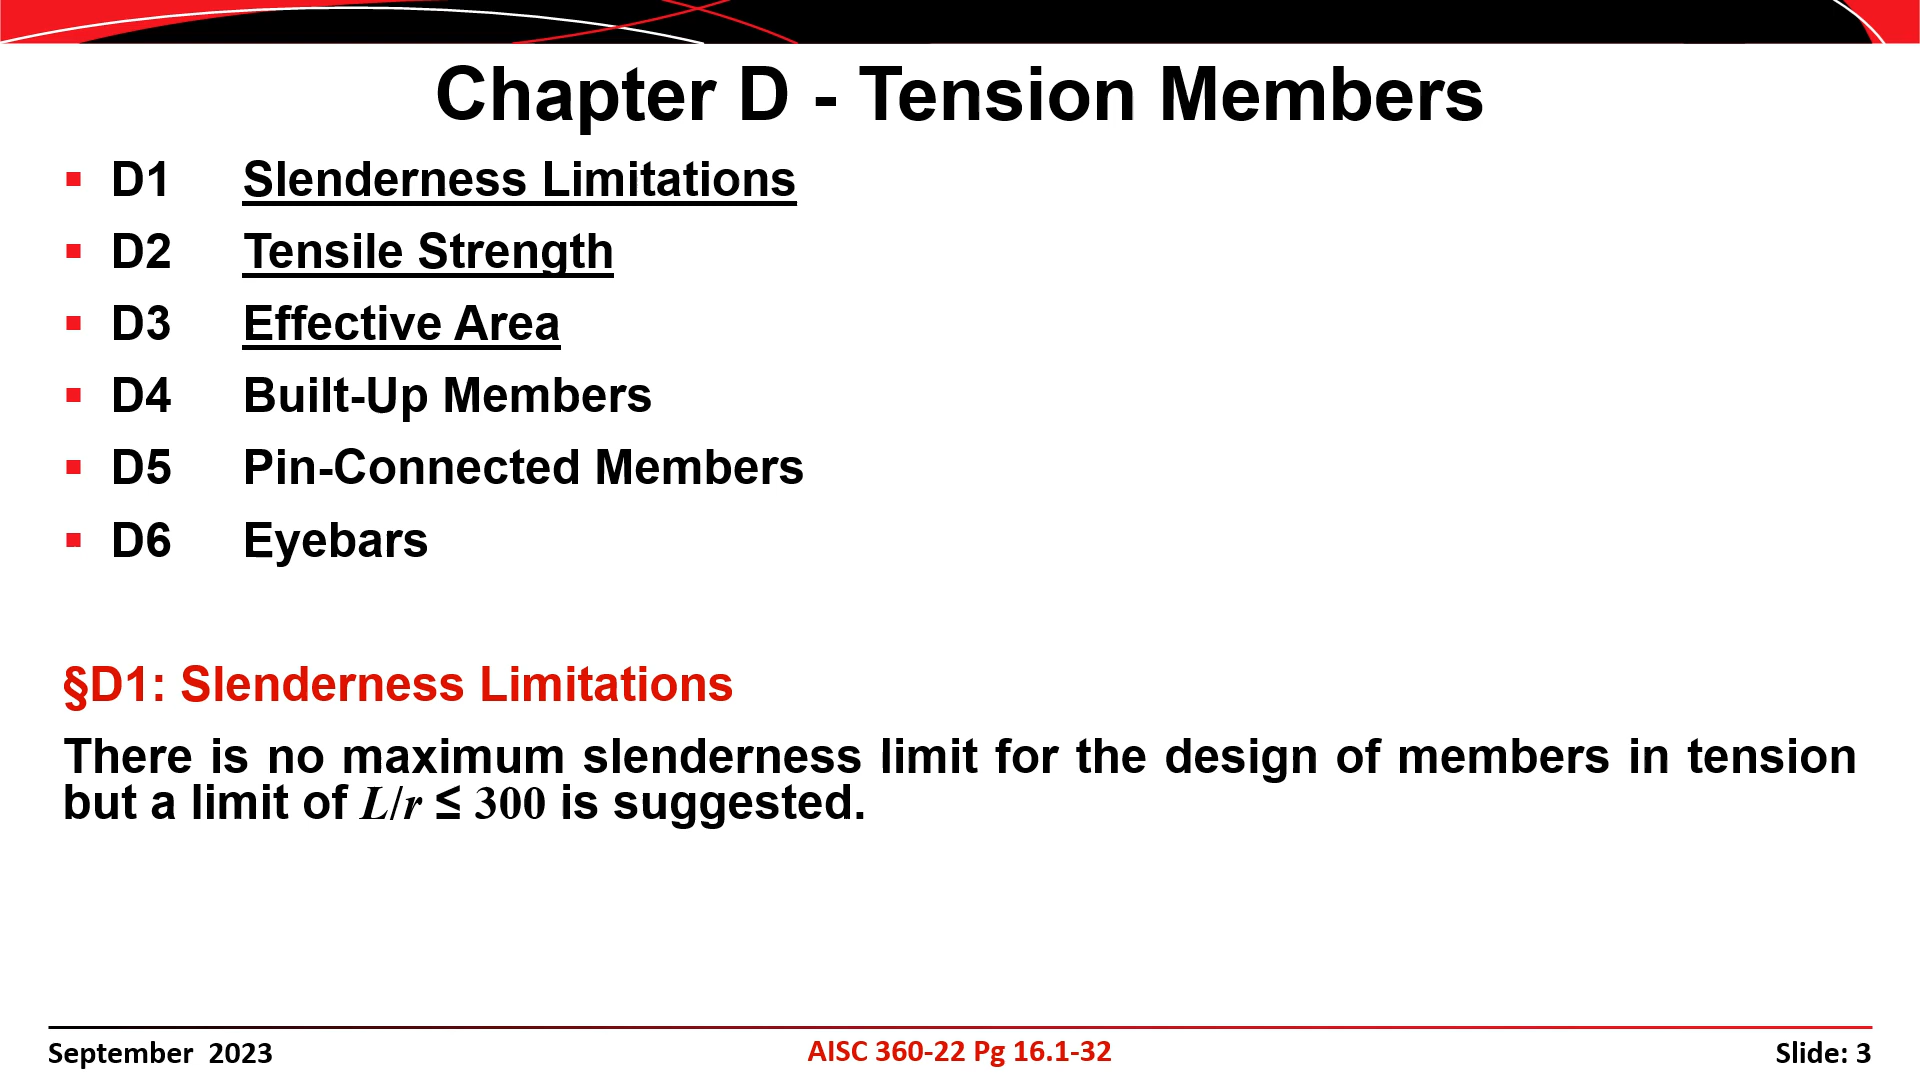 Chapter D - Tension Members
▪ D1 Slenderness Limitations
▪ D2 Tensile Strength
▪ D3 Effective Area
▪ D4 Built-Up Members
▪ D5 Pin-Connected Members
▪ D6 Eyebars
§D1: Slenderness Limitations
There is no maximum slenderness limit for the design of members in tension
but a limit of L/r ≤ 300 is suggested.
September 2023
AISC 360-22 Pg 16.1-32
Slide: 3